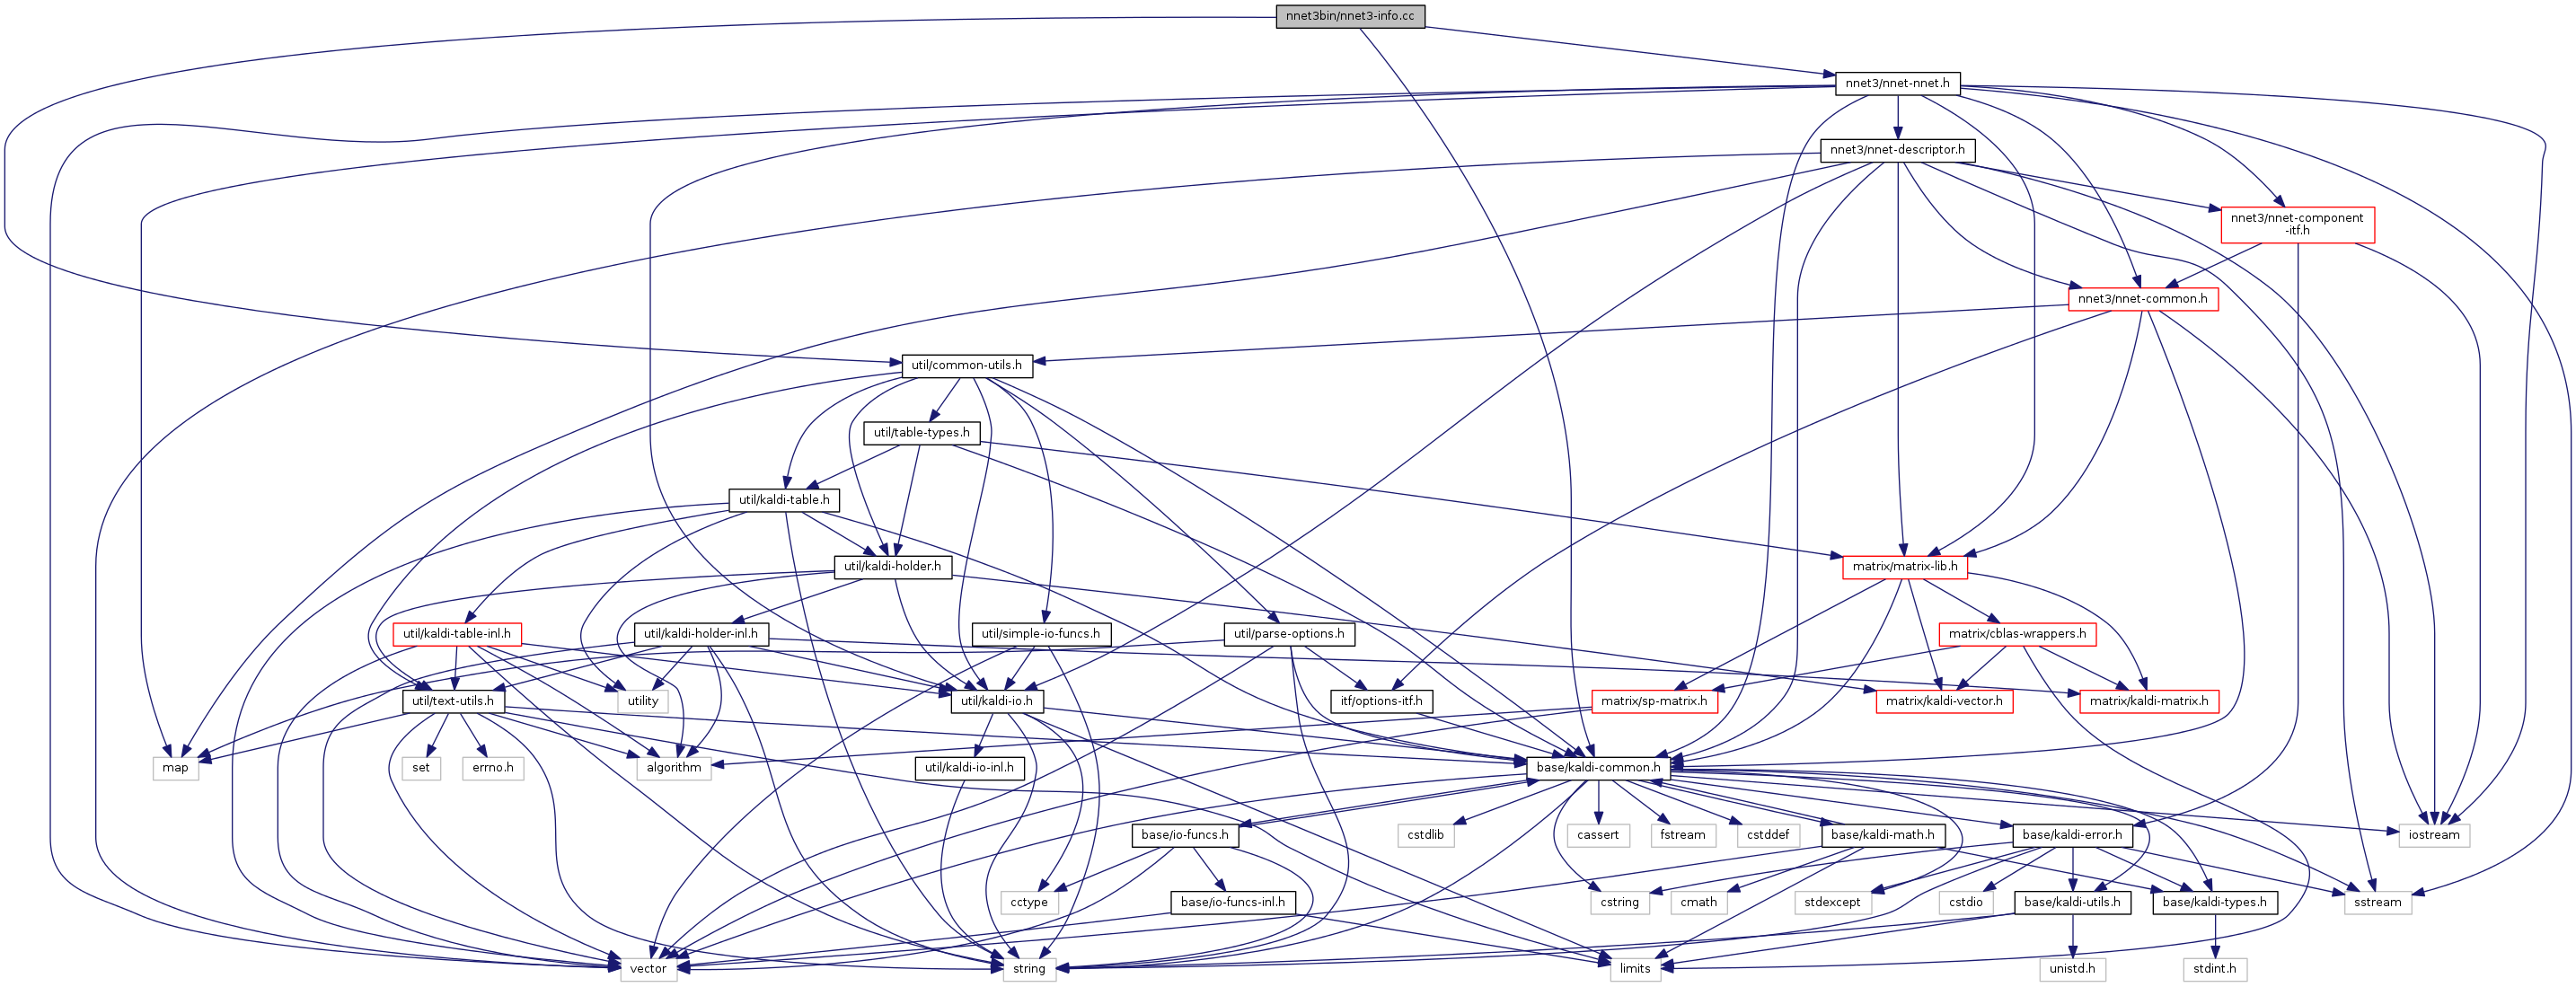 nnet3bin/nnet3-info.cc
nnet3/nnet-nnet.h
nnet3/nnet-descriptor.h
nnet3/nnet-component
-itf.h
nnet3/nnet-common.h
util/common-utils.h
util/table-types.h
util/kaldi-table.h
util/kaldi-holder.h
matrix/matrix-lib.h
util/kaldi-table-inl.h
util/kaldi-holder-inl.h
util/simple-io-funcs.h
util/parse-options.h
matrix/cblas-wrappers.h
util/text-utils.h
utility
util/kaldi-io.h
itf/options-itf.h
matrix/sp-matrix.h
matrix/kaldi-vector.h
matrix/kaldi-matrix.h
map
set
errno.h
algorithm
util/kaldi-io-inl.h
base/kaldi-common.h
base/io-funcs.h
cstdlib
cassert
fstream
cstddef
base/kaldi-math.h
base/kaldi-error.h
iostream
cctype
base/io-funcs-inl.h
cstring
cmath
stdexcept
cstdio
base/kaldi-utils.h
base/kaldi-types.h
sstream
vector
string
limits
unistd.h
stdint.h